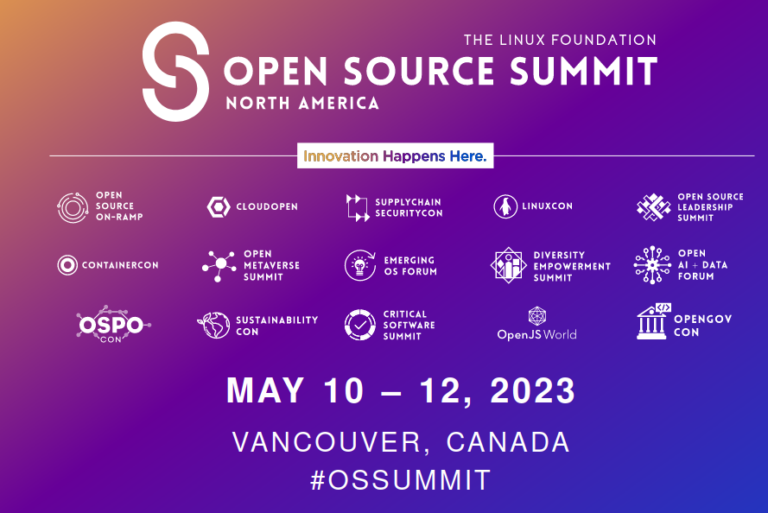 THE LINUX FOUNDATION
OPEN SOURCE SUMMIT
NORTH AMERICA
Innovation Happens Here.
OPEN
SOURCE
ON-RAMP
CLOUDOPEN
SUPPLYCHAIN
SECURITYCON
LINUXCON
OPEN SOURCE
LEADERSHIP
SUMMIT
CONTAINERCON
OPEN
METAVERSE
SUMMIT
EMERGING
OS FORUM
DIVERSITY
EMPOWERMENT
SUMMIT
OPEN
AI + DATA
FORUM
OSPO
CON
SUSTAINABILITY
CON
CRITICAL
SOFTWARE
SUMMIT
OpenJS World
OPENGOV
CON
MAY 10 – 12, 2023
VANCOUVER, CANADA
#OSSUMMIT